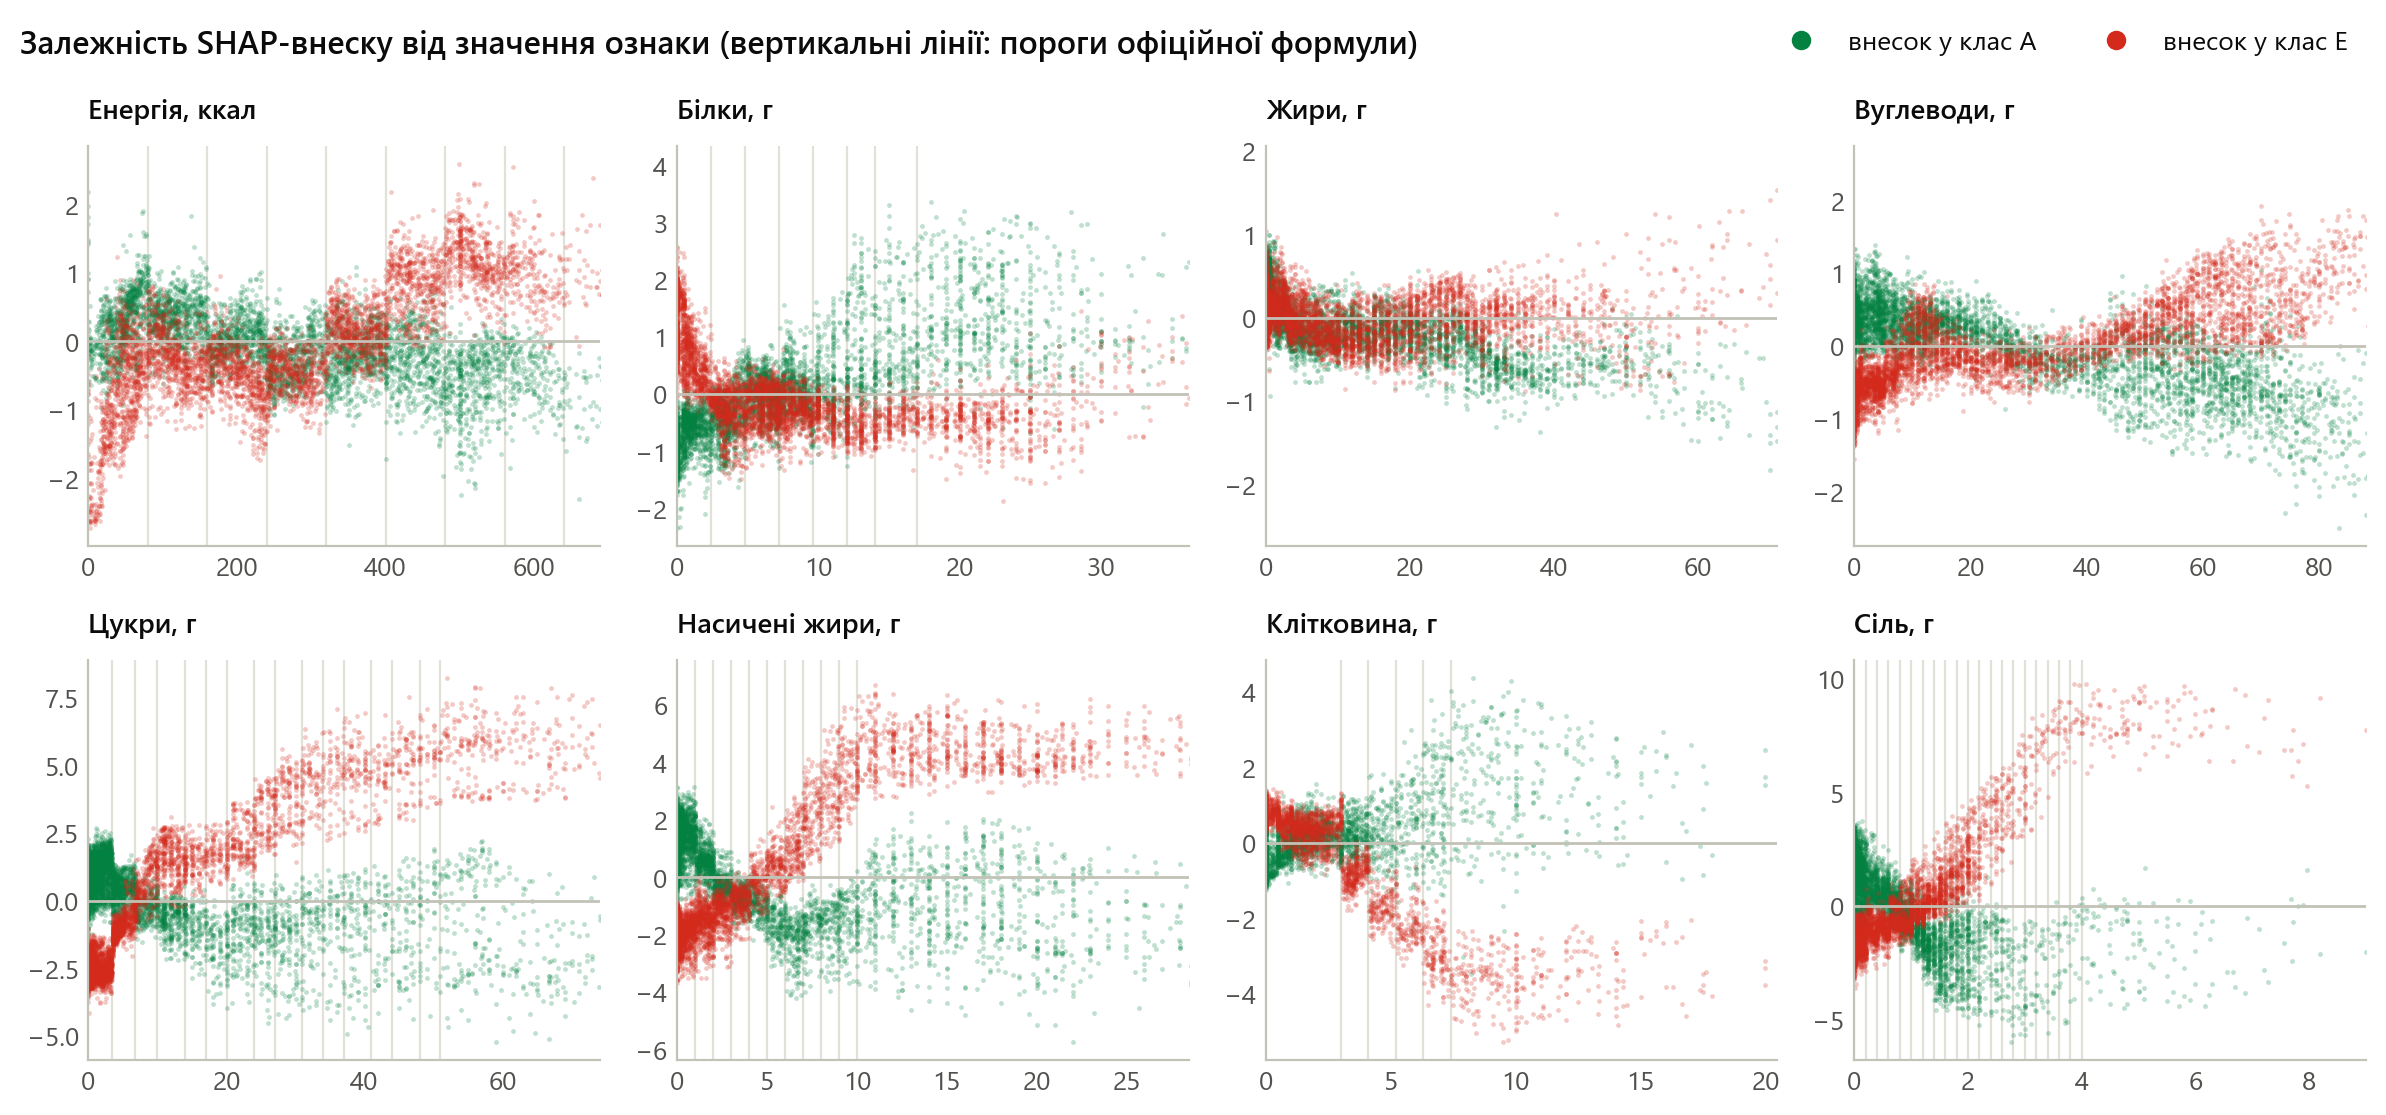 Залежність SHAP-внеску від значення ознаки (вертикальні лінії: пороги офіційної формули)
внесок у клас A
внесок у клас E
Енергія, ккал
2
1
0
−1
−2
0 200 400 600
Білки, г
4
3
2
1
0
−1
−2
0 10 20 30
Жири, г
2
1
0
−1
−2
0 20 40 60
Вуглеводи, г
2
1
0
−1
−2
0 20 40 60 80
Цукри, г
7.5
5.0
2.5
0.0
−2.5
−5.0
0 20 40 60
Насичені жири, г
6
4
2
0
−2
−4
−6
0 5 10 15 20 25
Клітковина, г
4
2
0
−2
−4
0 5 10 15 20
Сіль, г
10
5
0
−5
0 2 4 6 8